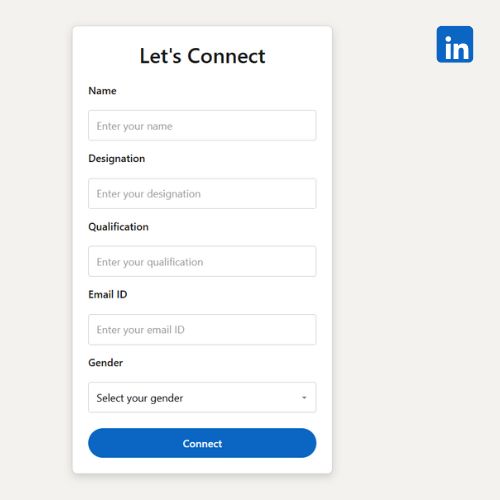 Let's Connect
in
Name
Enter your name
Designation
Enter your designation
Qualification
Enter your qualification
Email ID
Enter your email ID
Gender
Select your gender
Connect